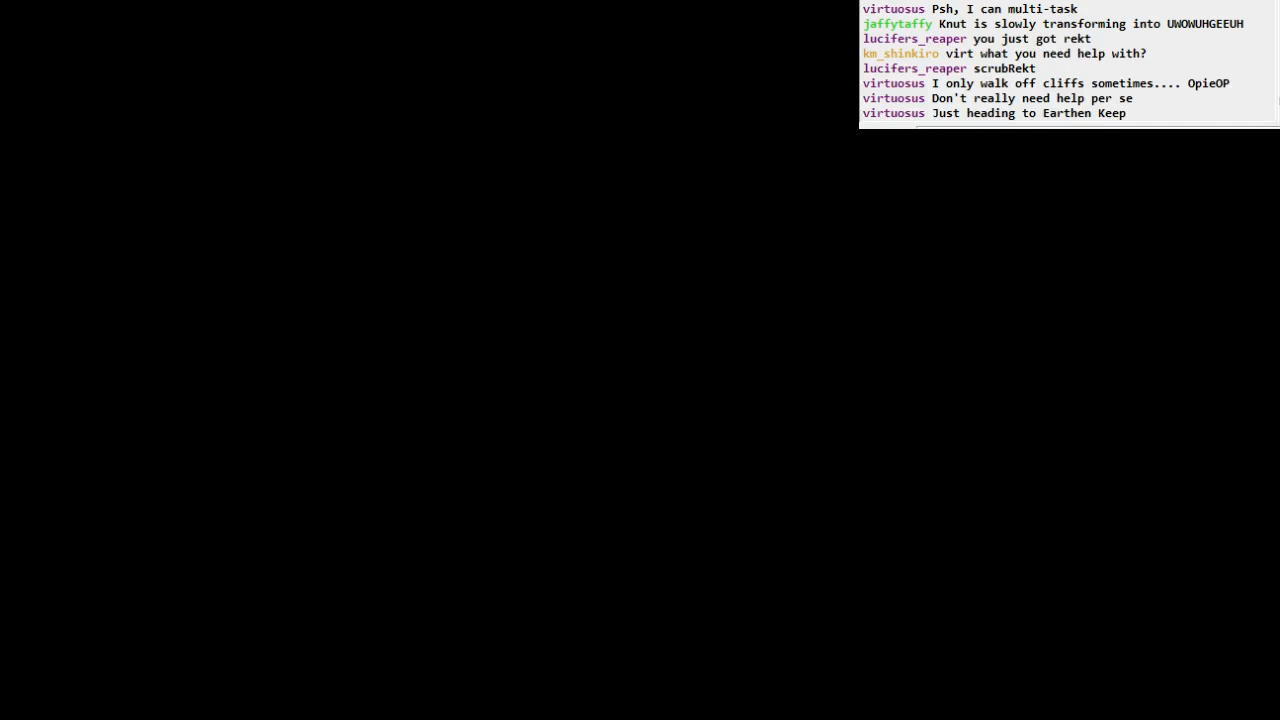 virtuosus Psh, I can multi-task
jaffytaffy Knut is slowly transforming into UWOWUHGEEUH
lucifers_reaper you just got rekt
km_shinkiro virt what you need help with?
lucifers_reaper scrubRekt
virtuosus I only walk off cliffs sometimes.... OpieOP
virtuosus Don't really need help per se
virtuosus Just heading to Earthen Keep